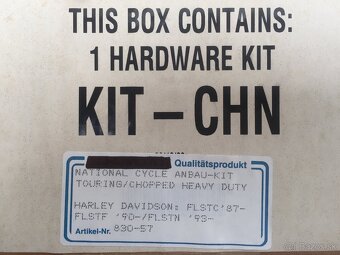 THIS BOX CONTAINS:
1 HARDWARE KIT
KIT – CHN
Qualitätsprodukt
NATIONAL CYCLE ANBAU-KIT
TOURING/CHOPPED HEAVY DUTY
HARLEY DAVIDSON: FLSTC'87-
FLSTF '90-/FLSTN '93-
Artikel-Nr. 830-57